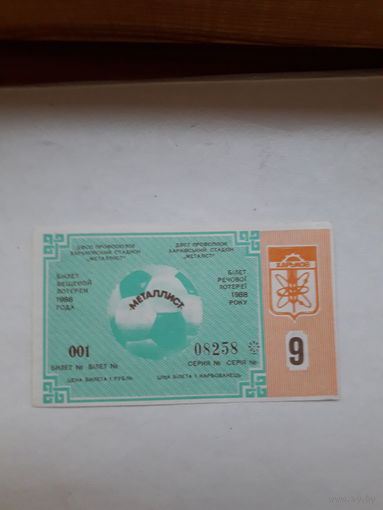 ДФСО ПРОФСОЮЗОВ
ХАРЬКОВСКИЙ СТАДИОН
"МЕТАЛЛИСТ"
ДФСТ ПРОФСПІЛОК
ХАРКІВСЬКИЙ СТАДІОН
"МЕТАЛІСТ"
БИЛЕТ
ВЕЩЕВОЙ
ЛОТЕРЕИ
1988
ГОДА
БІЛЕТ
РЕЧОВОЇ
ЛОТЕРЕЇ
1988
РОКУ
МЕТАЛЛИСТ
001
БИЛЕТ № БІЛЕТ №
08258
СЕРИЯ № СЕРІЯ №
ЦЕНА БИЛЕТА 1 РУБЛЬ
ЦІНА БІЛЕТА 1 КАРБОВАНЕЦЬ
ХАРЬКОВ
9